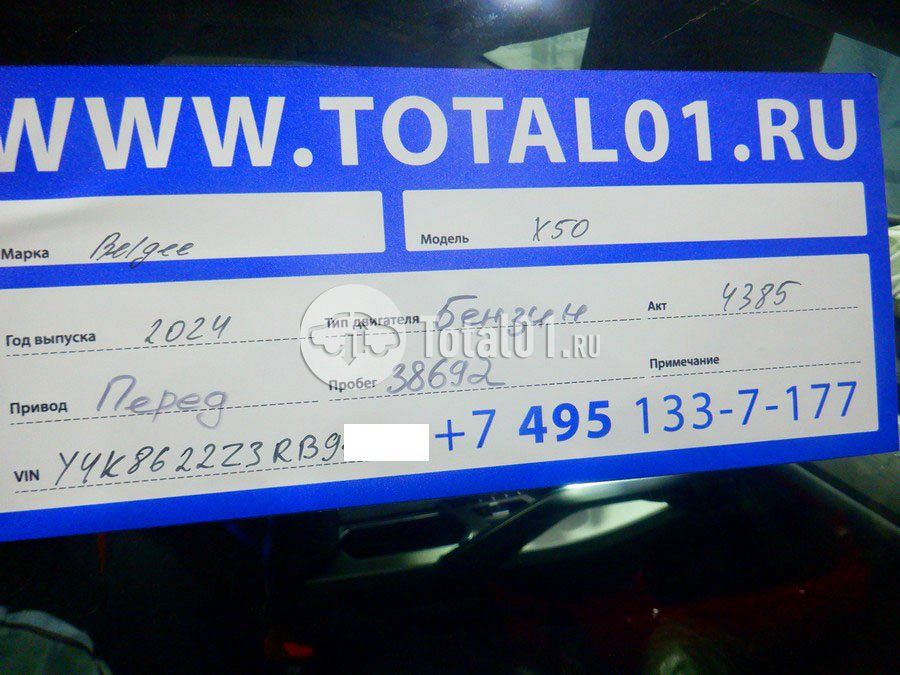 WWW.TOTAL01.RU
Марка Belgee Модель X50
Год выпуска 2024 Тип двигателя Бензин Акт 4385
Total01.RU
Привод Перед Пробег 38692 Примечание
VIN Y4K8622Z3RB9 +7 495 133-7-177